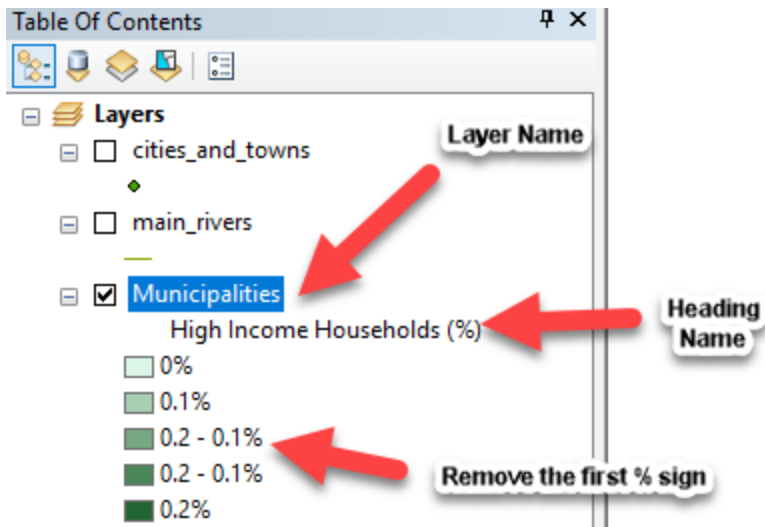 Table Of Contents
Layers
cities_and_towns
Layer Name
main_rivers
Municipalities
High Income Households (%)
Heading
Name
0%
0.1%
0.2 - 0.1%
0.2 - 0.1%
Remove the first % sign
0.2%